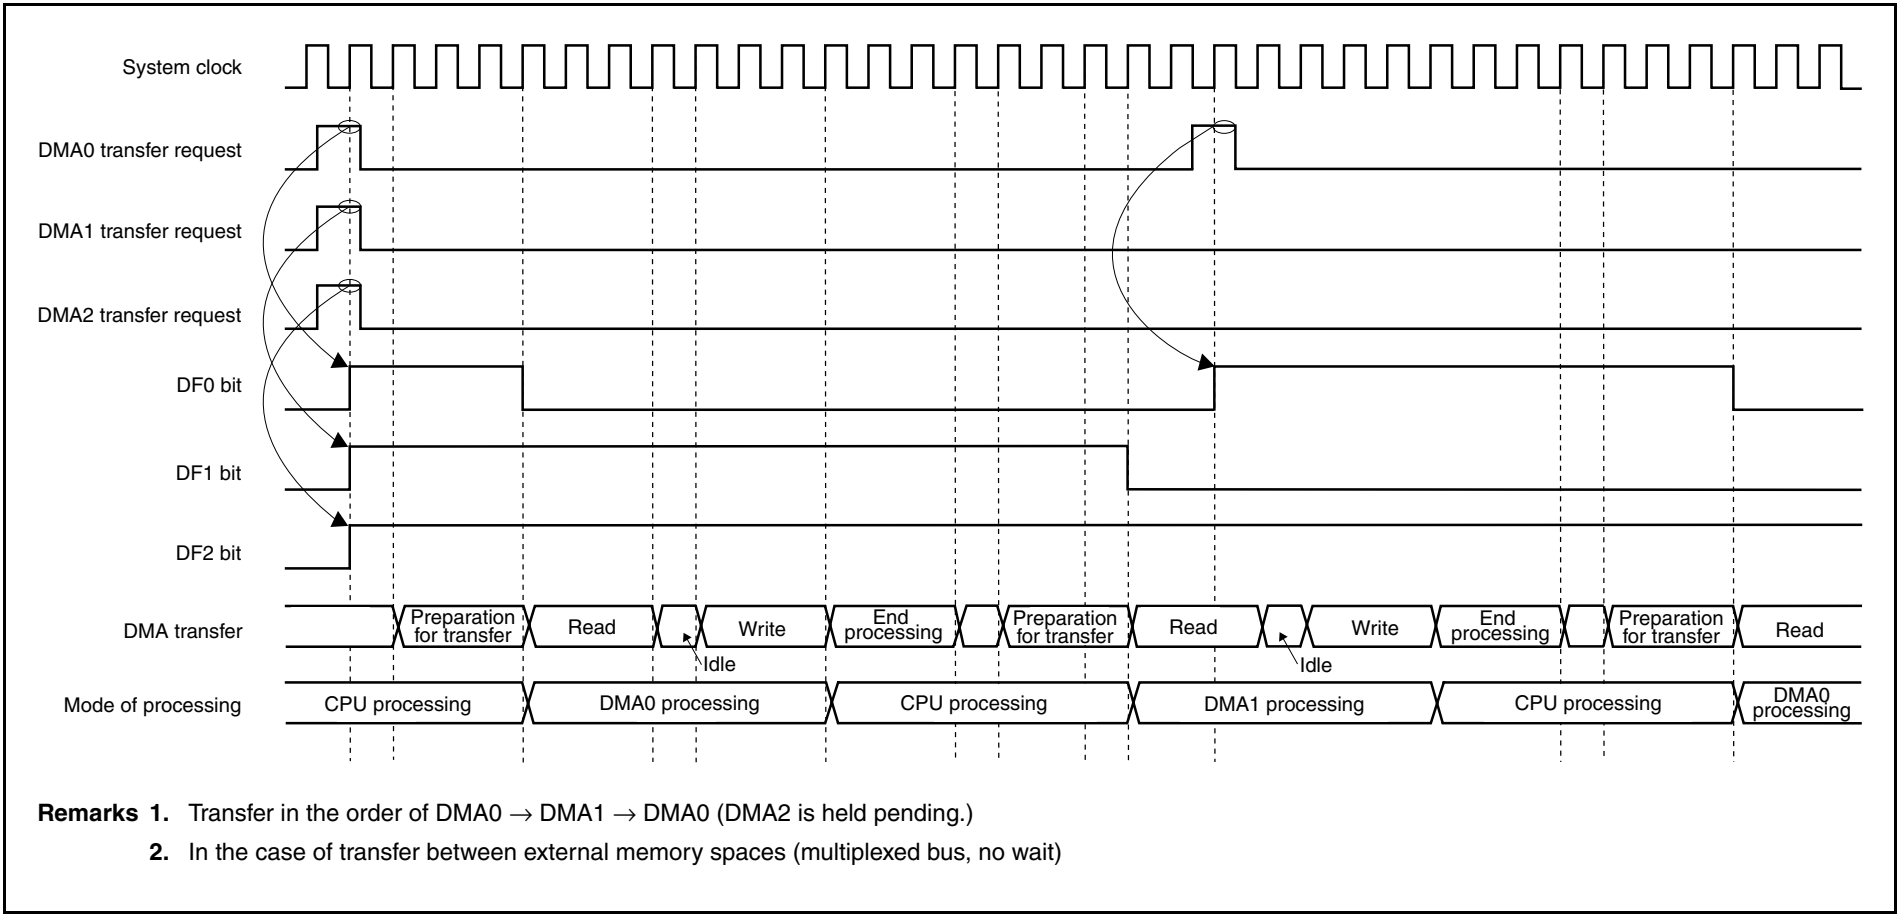 System clock
DMA0 transfer request
DMA1 transfer request
DMA2 transfer request
DF0 bit
DF1 bit
DF2 bit
DMA transfer
Preparation
for transfer
Read
Idle
Write
End
processing
Preparation
for transfer
Read
Idle
Write
End
processing
Preparation
for transfer
Read
Mode of processing
CPU processing
DMA0 processing
CPU processing
DMA1 processing
CPU processing
DMA0
processing
Remarks 1. Transfer in the order of DMA0 → DMA1 → DMA0 (DMA2 is held pending.)
2. In the case of transfer between external memory spaces (multiplexed bus, no wait)